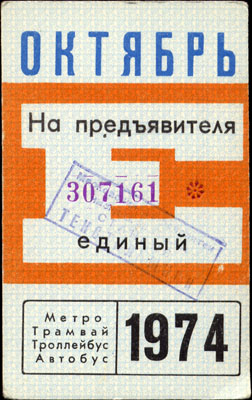 ОКТЯБРЬ
На предъявителя
307161
единый
Метро
Трамвай
Троллейбус
Автобус
1974